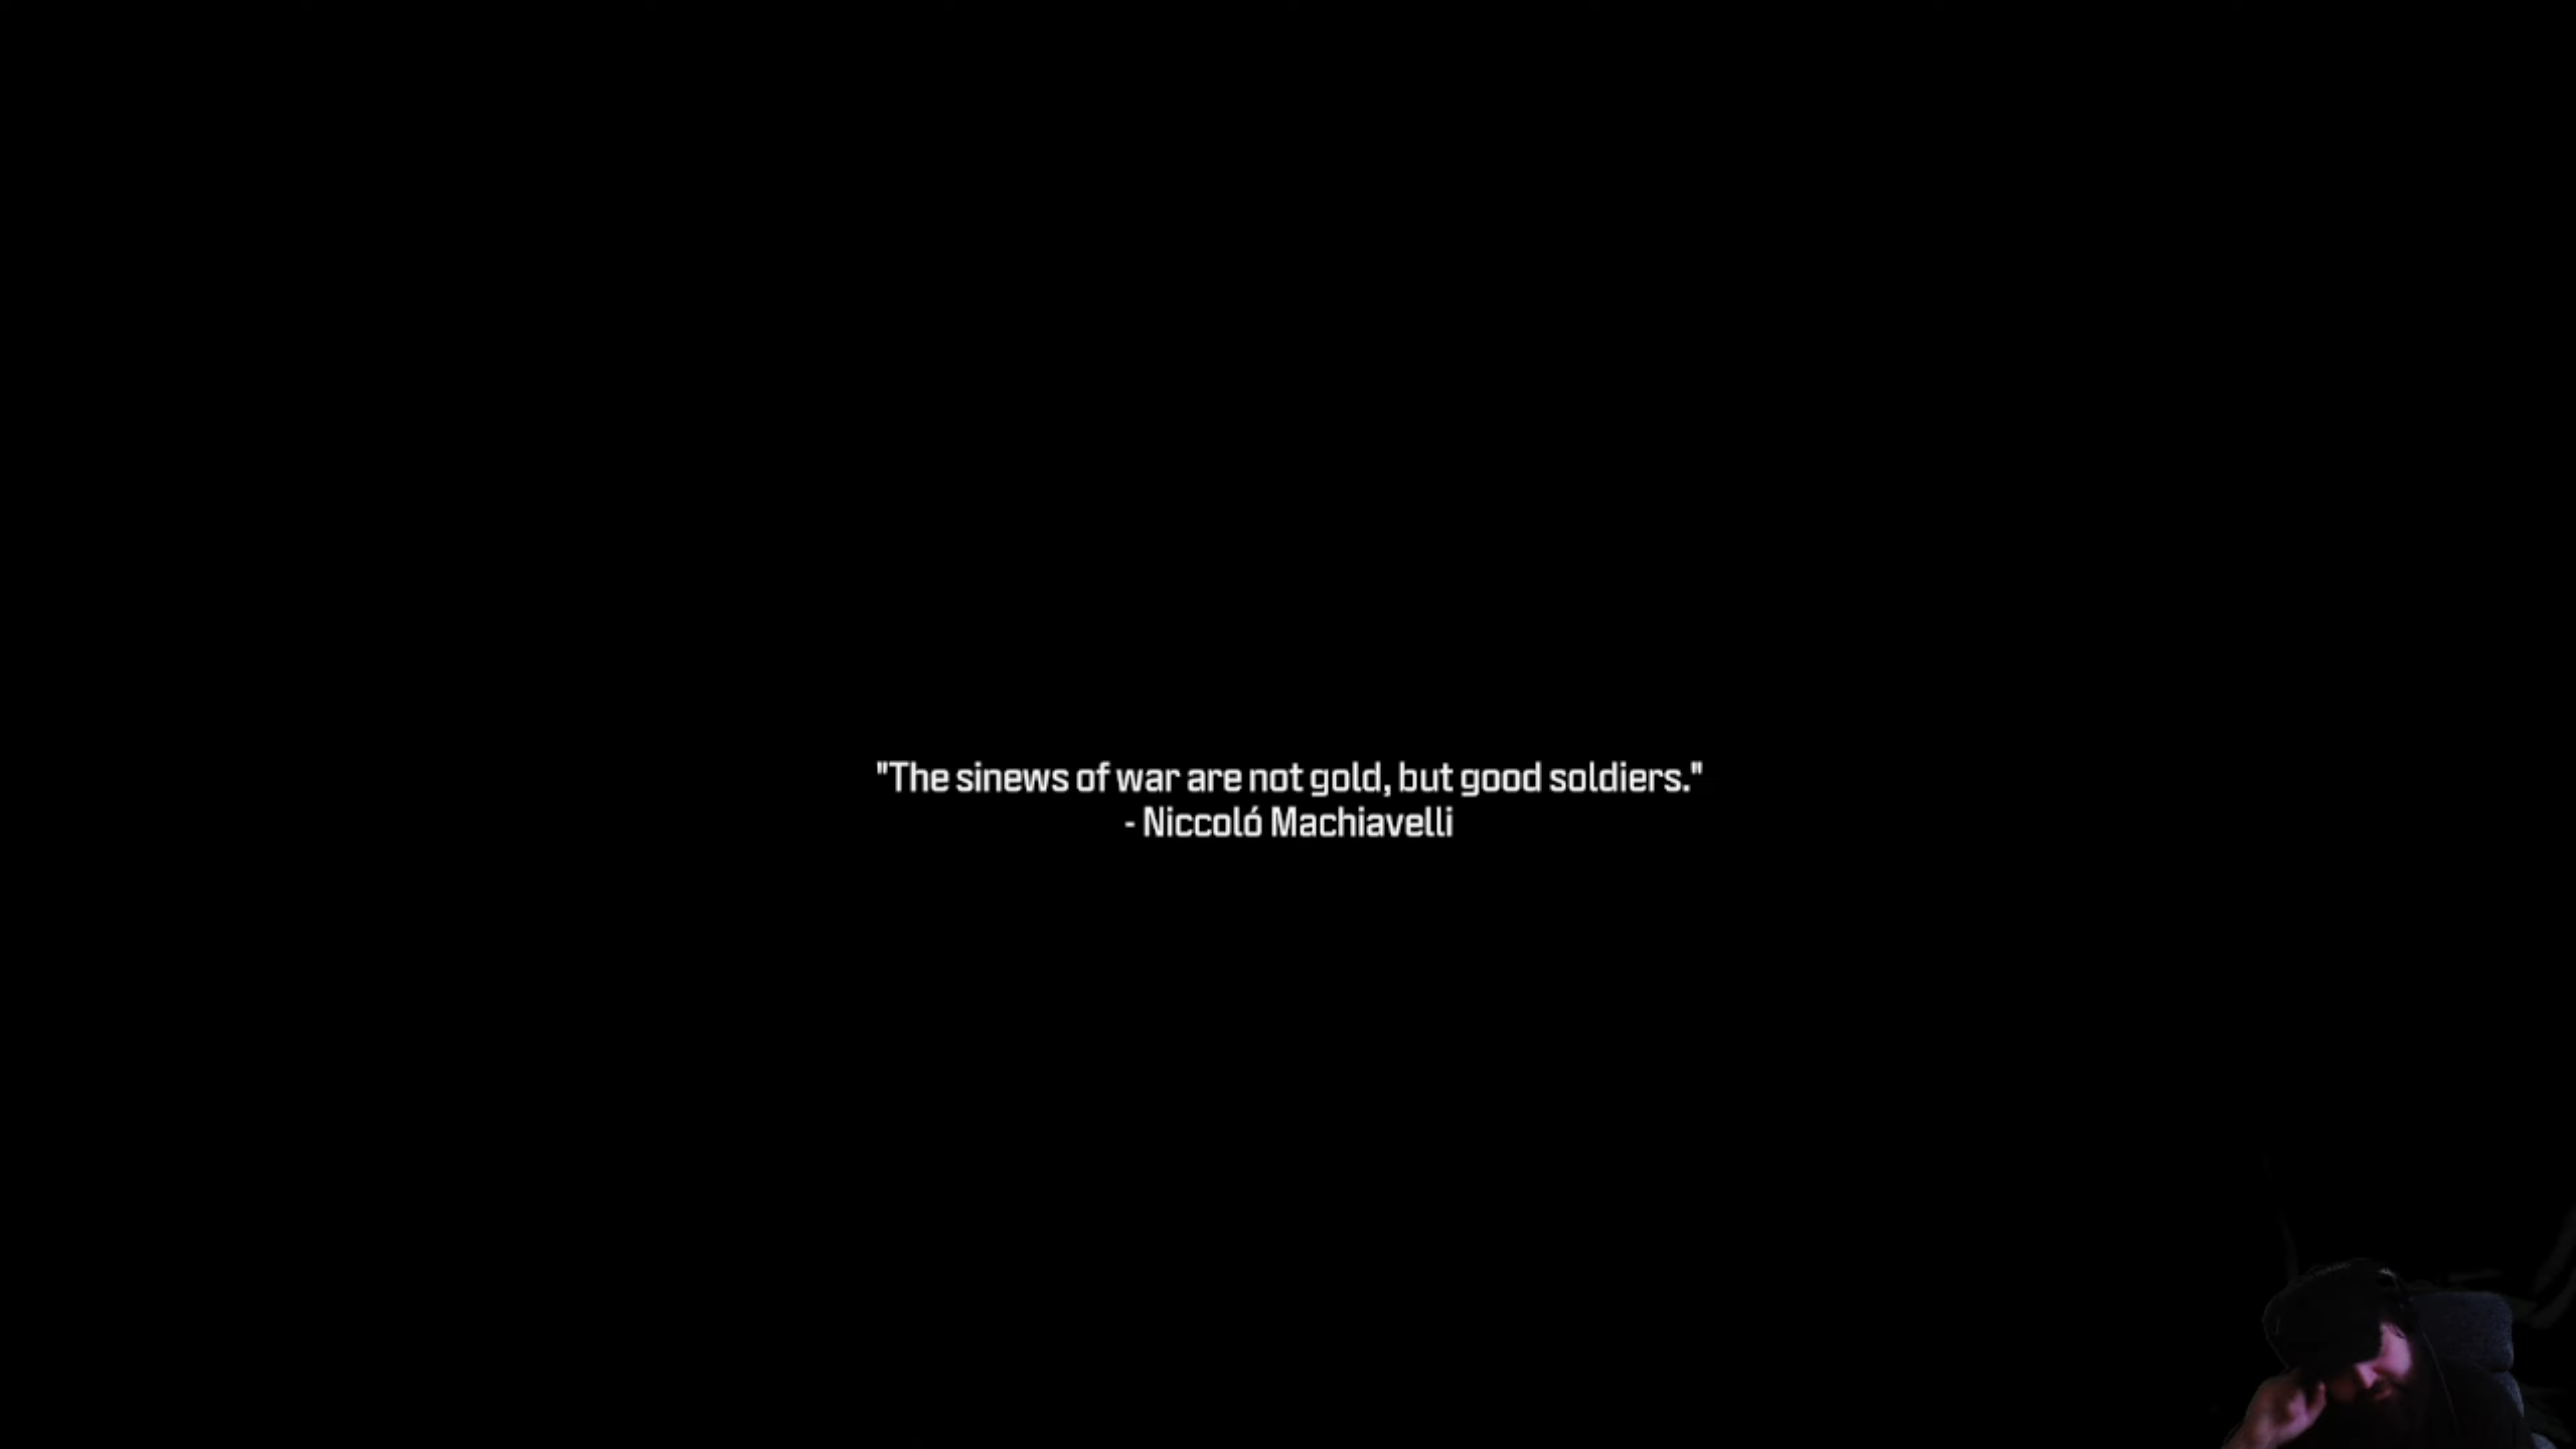 "The sinews of war are not gold, but good soldiers."
- Niccoló Machiavelli